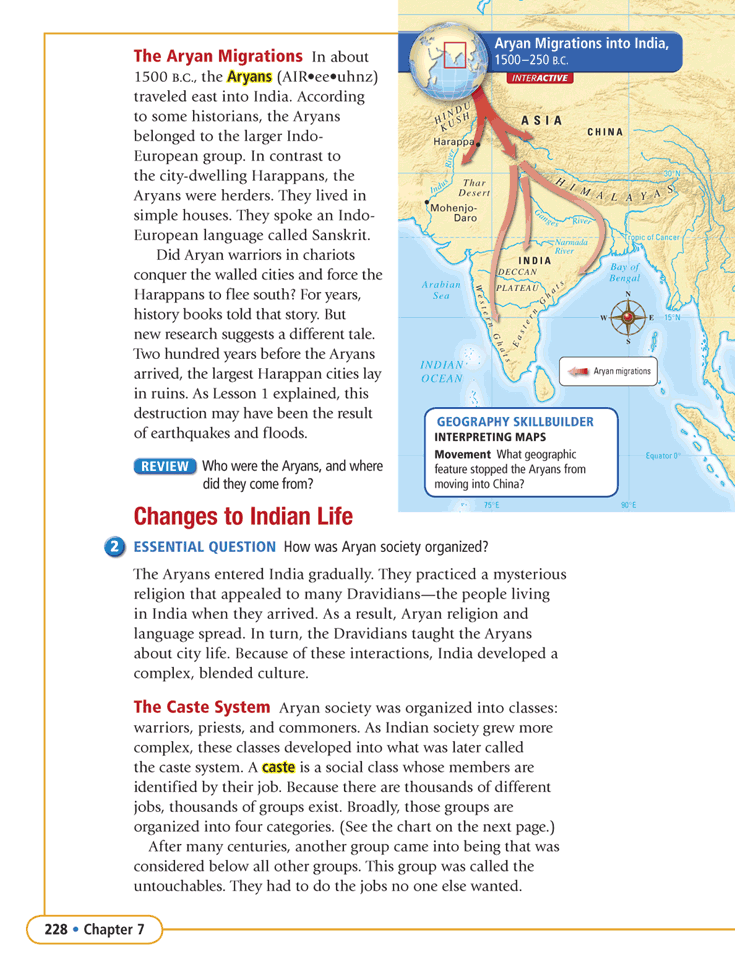 The Aryan Migrations In about
1500 B.C., the Aryans (AIR•ee•uhnz)
traveled east into India. According
to some historians, the Aryans
belonged to the larger Indo-
European group. In contrast to
the city-dwelling Harappans, the
Aryans were herders. They lived in
simple houses. They spoke an Indo-
European language called Sanskrit.
Did Aryan warriors in chariots
conquer the walled cities and force the
Harappans to flee south? For years,
history books told that story. But
new research suggests a different tale.
Two hundred years before the Aryans
arrived, the largest Harappan cities lay
in ruins. As Lesson 1 explained, this
destruction may have been the result
of earthquakes and floods.
REVIEW Who were the Aryans, and where
did they come from?
Aryan Migrations into India,
1500–250 B.C.
INTERACTIVE
HINDU
KUSH
ASIA
CHINA
Harappa
Indus River
Thar
Desert
HIMALAYAS
30°N
Mohenjo-
Daro
Ganges River
Tropic of Cancer
Narmada
River
INDIA
DECCAN
PLATEAU
Bay of
Bengal
Arabian
Sea
Western Ghats
Eastern Ghats
N
W
E
S
15°N
INDIAN
OCEAN
Aryan migrations
GEOGRAPHY SKILLBUILDER
INTERPRETING MAPS
Movement What geographic
feature stopped the Aryans from
moving into China?
Equator 0°
75°E
90°E
Changes to Indian Life
2 ESSENTIAL QUESTION How was Aryan society organized?
The Aryans entered India gradually. They practiced a mysterious
religion that appealed to many Dravidians—the people living
in India when they arrived. As a result, Aryan religion and
language spread. In turn, the Dravidians taught the Aryans
about city life. Because of these interactions, India developed a
complex, blended culture.
The Caste System Aryan society was organized into classes:
warriors, priests, and commoners. As Indian society grew more
complex, these classes developed into what was later called
the caste system. A caste is a social class whose members are
identified by their job. Because there are thousands of different
jobs, thousands of groups exist. Broadly, those groups are
organized into four categories. (See the chart on the next page.)
After many centuries, another group came into being that was
considered below all other groups. This group was called the
untouchables. They had to do the jobs no one else wanted.
228 • Chapter 7